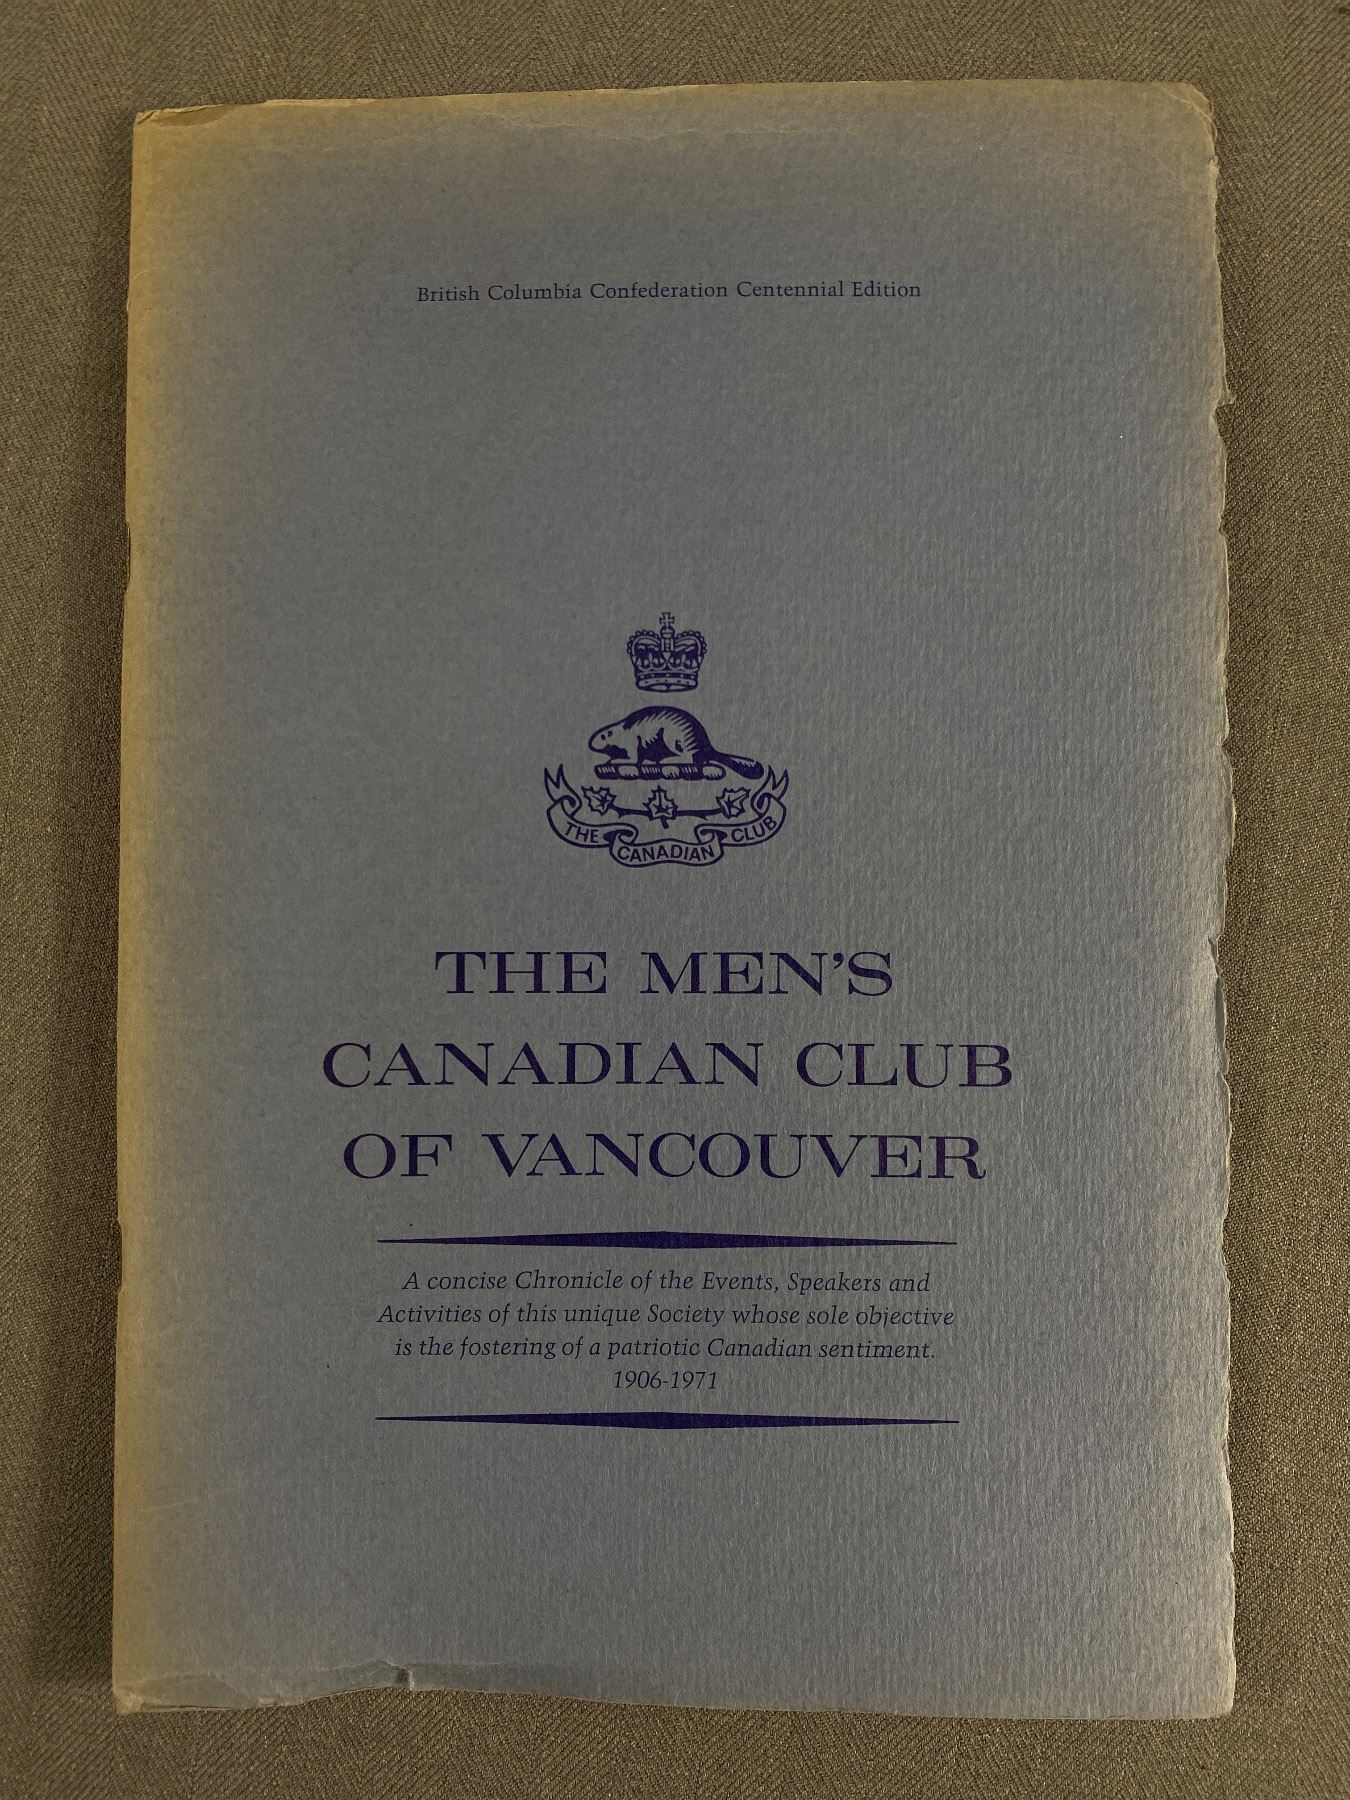 British Columbia Confederation Centennial Edition
THE CANADIAN CLUB
THE MEN'S
CANADIAN CLUB
OF VANCOUVER
A concise Chronicle of the Events, Speakers and
Activities of this unique Society whose sole objective
is the fostering of a patriotic Canadian sentiment.
1906-1971